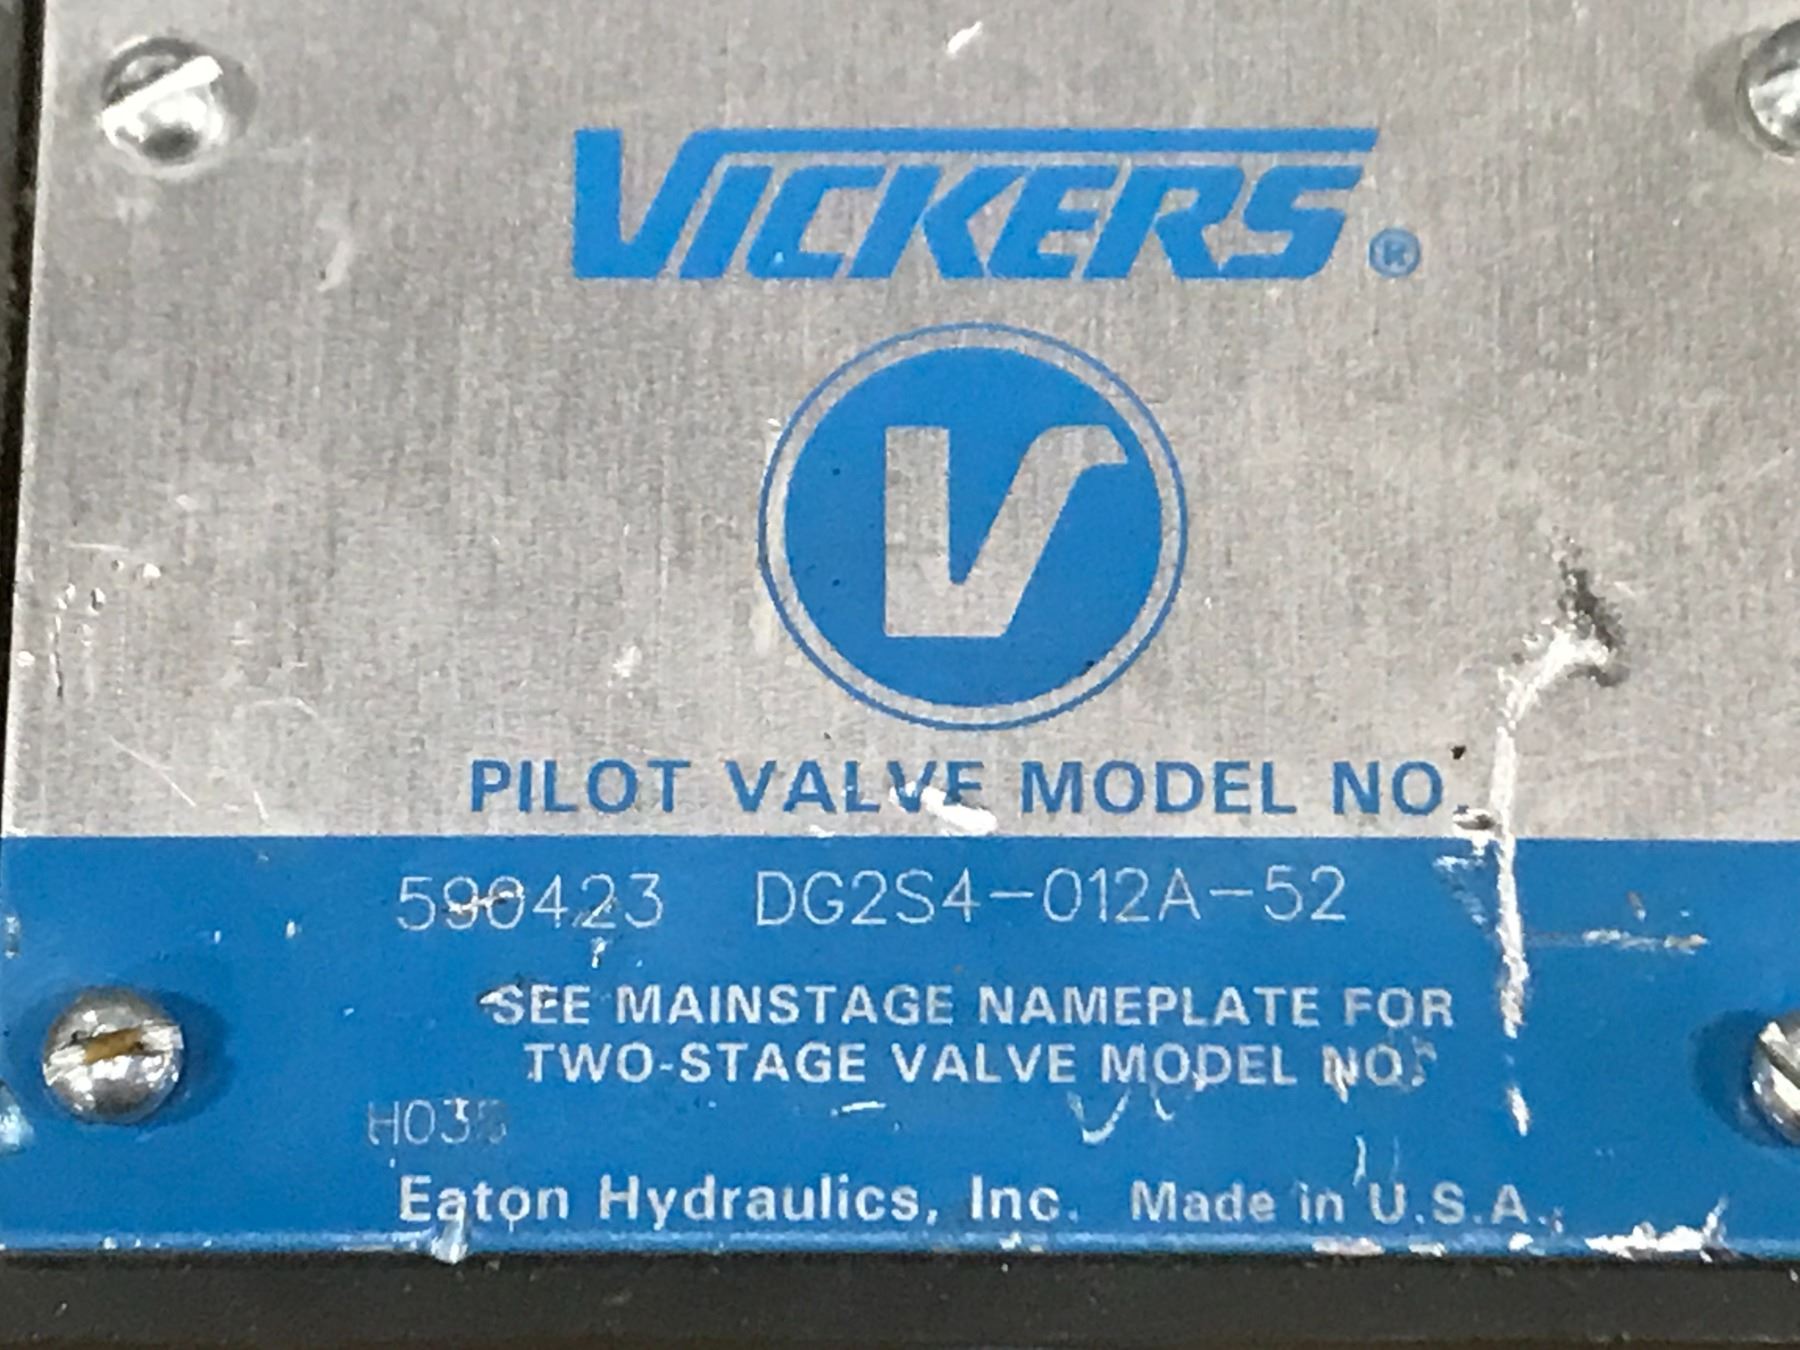 VICKERS®
V
PILOT VALVE MODEL NO.
590423 DG2S4-012A-52
SEE MAINSTAGE NAMEPLATE FOR
TWO-STAGE VALVE MODEL NO.
Eaton Hydraulics, Inc. Made in U.S.A.